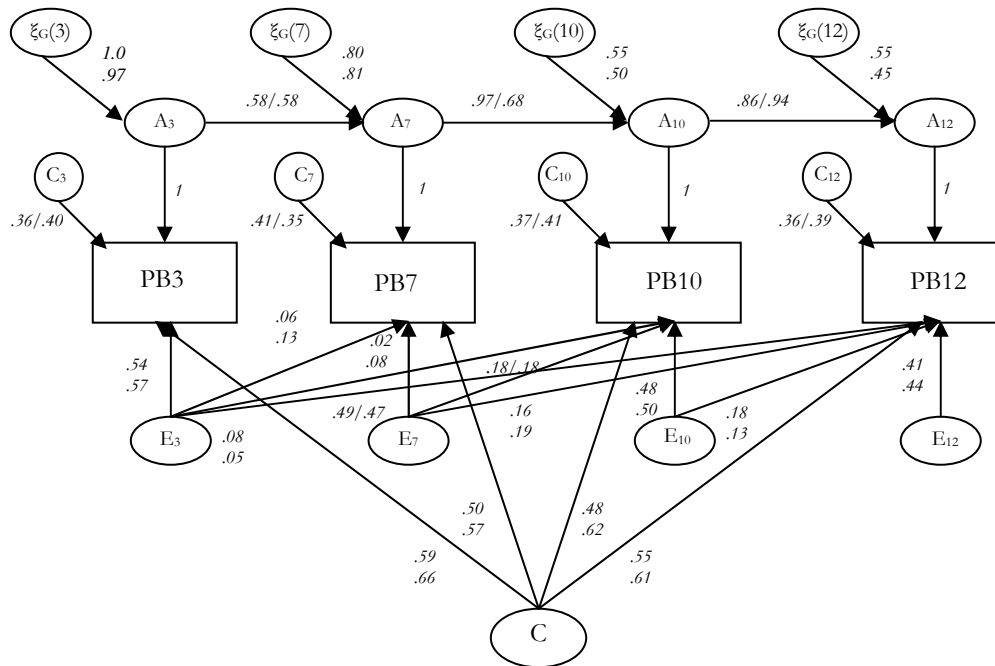 ξG(3)
ξG(7)
ξG(10)
ξG(12)
1.0
.97
.80
.81
.55
.50
.55
.45
A3
.58/.58
A7
.97/.68
A10
.86/.94
A12
C3
1
C7
1
C10
1
C12
1
.36/.40
.41/.35
.37/.41
.36/.39
PB3
PB7
PB10
PB12
.06
.13
.02
.08
.18/.18
.54
.57
.48
.50
.41
.44
.49/.47
.16
.19
.18
.13
E3
E7
E10
E12
.08
.05
.50
.57
.48
.62
.59
.66
.55
.61
C